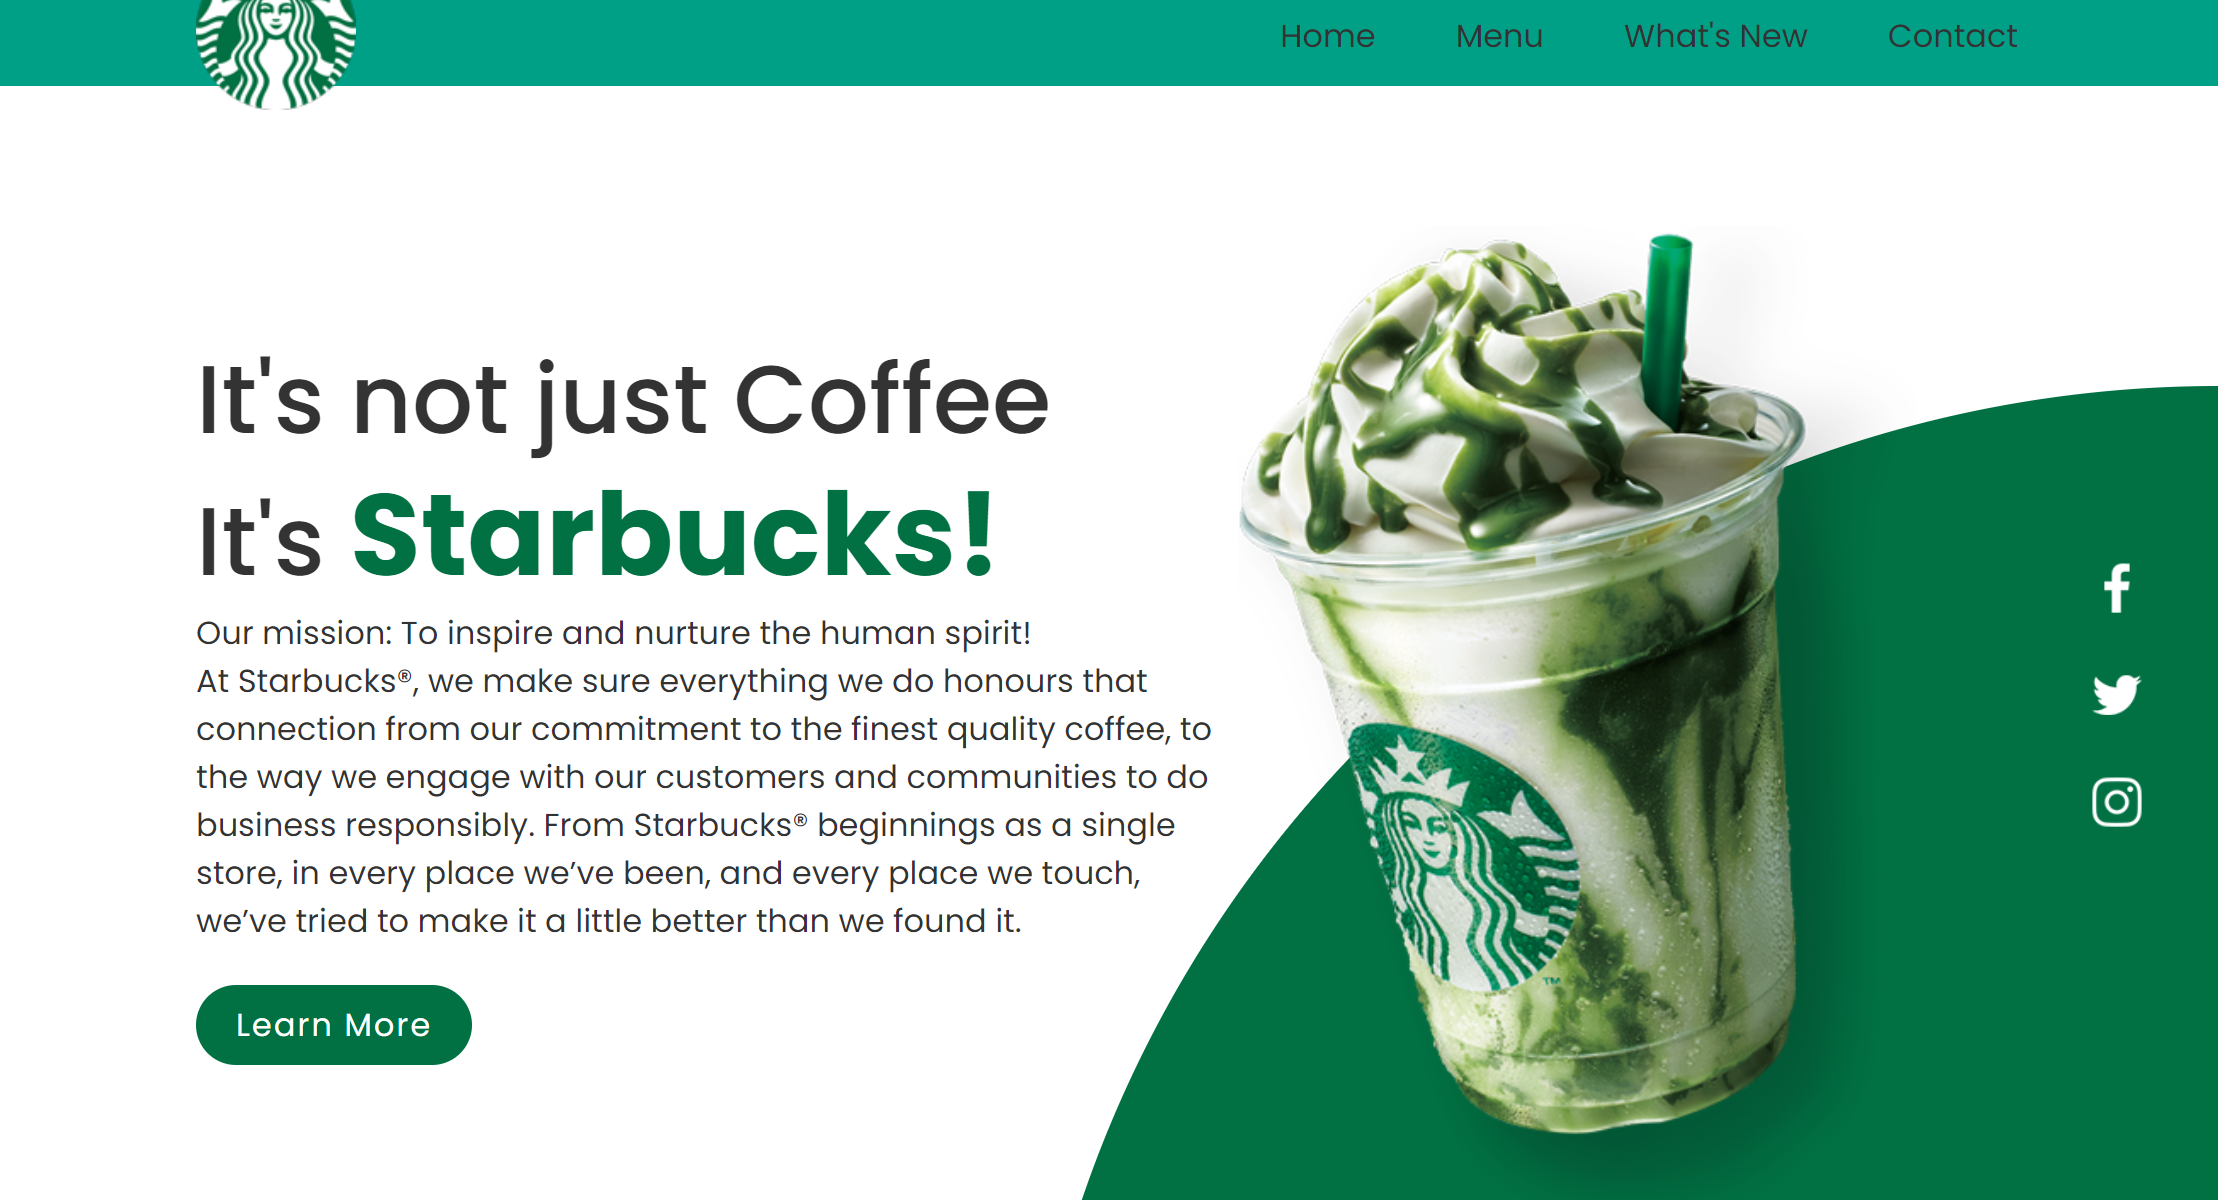 Home Menu What's New Contact
It's not just Coffee
It's Starbucks!
Our mission: To inspire and nurture the human spirit!
At Starbucks®, we make sure everything we do honours that
connection from our commitment to the finest quality coffee, to
the way we engage with our customers and communities to do
business responsibly. From Starbucks® beginnings as a single
store, in every place we’ve been, and every place we touch,
we’ve tried to make it a little better than we found it.
Learn More
TM